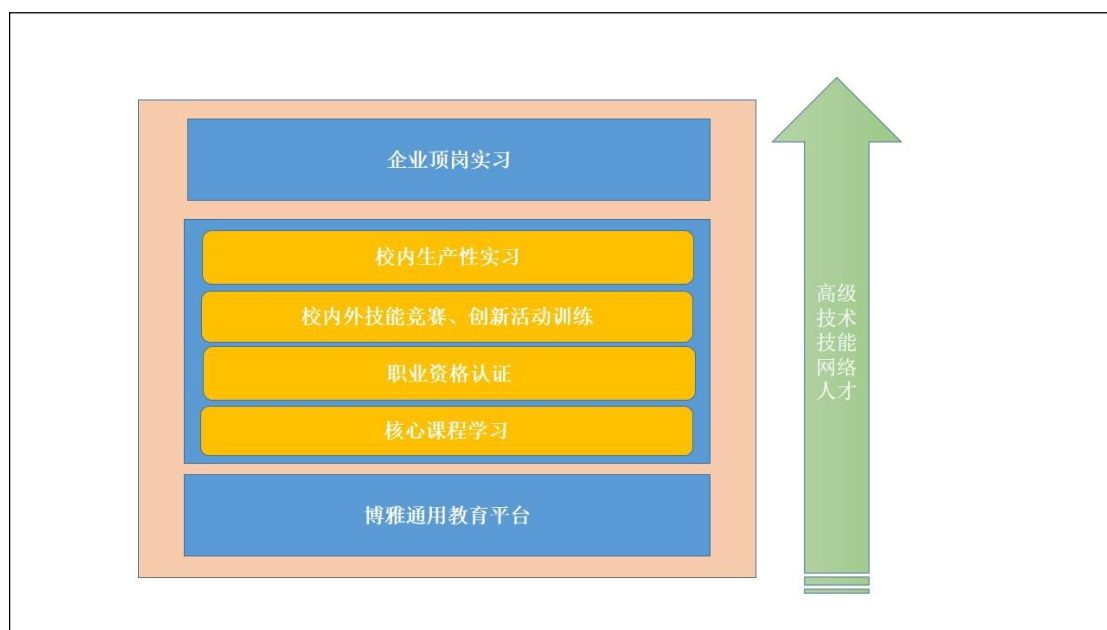 企业顶岗实习
校内生产性实习
校内外技能竞赛、创新活动训练
职业资格认证
核心课程学习
博雅通用教育平台
高级
技术
技能
网络
人才